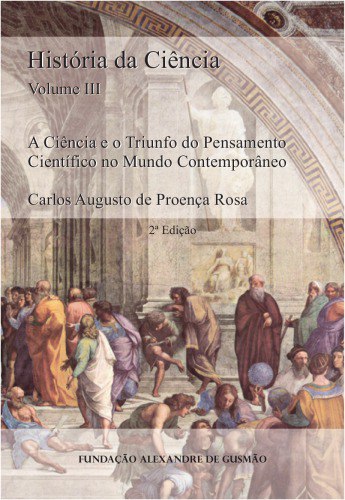 História da Ciência
Volume III
A Ciência e o Triunfo do Pensamento
Científico no Mundo Contemporâneo
Carlos Augusto de Proença Rosa
2ª Edição
FUNDAÇÃO ALEXANDRE DE GUSMÃO